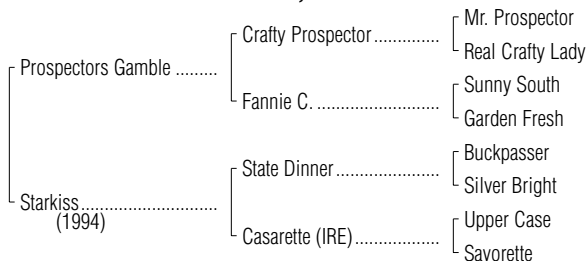 Mr. Prospector
Crafty Prospector...............
Real Crafty Lady
Prospectors Gamble .........
Sunny South
Fannie C. ............................
Garden Fresh
Buckpasser
State Dinner.......................
Silver Bright
Starkiss..............................
(1994)
Upper Case
Casarette (IRE)...................
Savorette